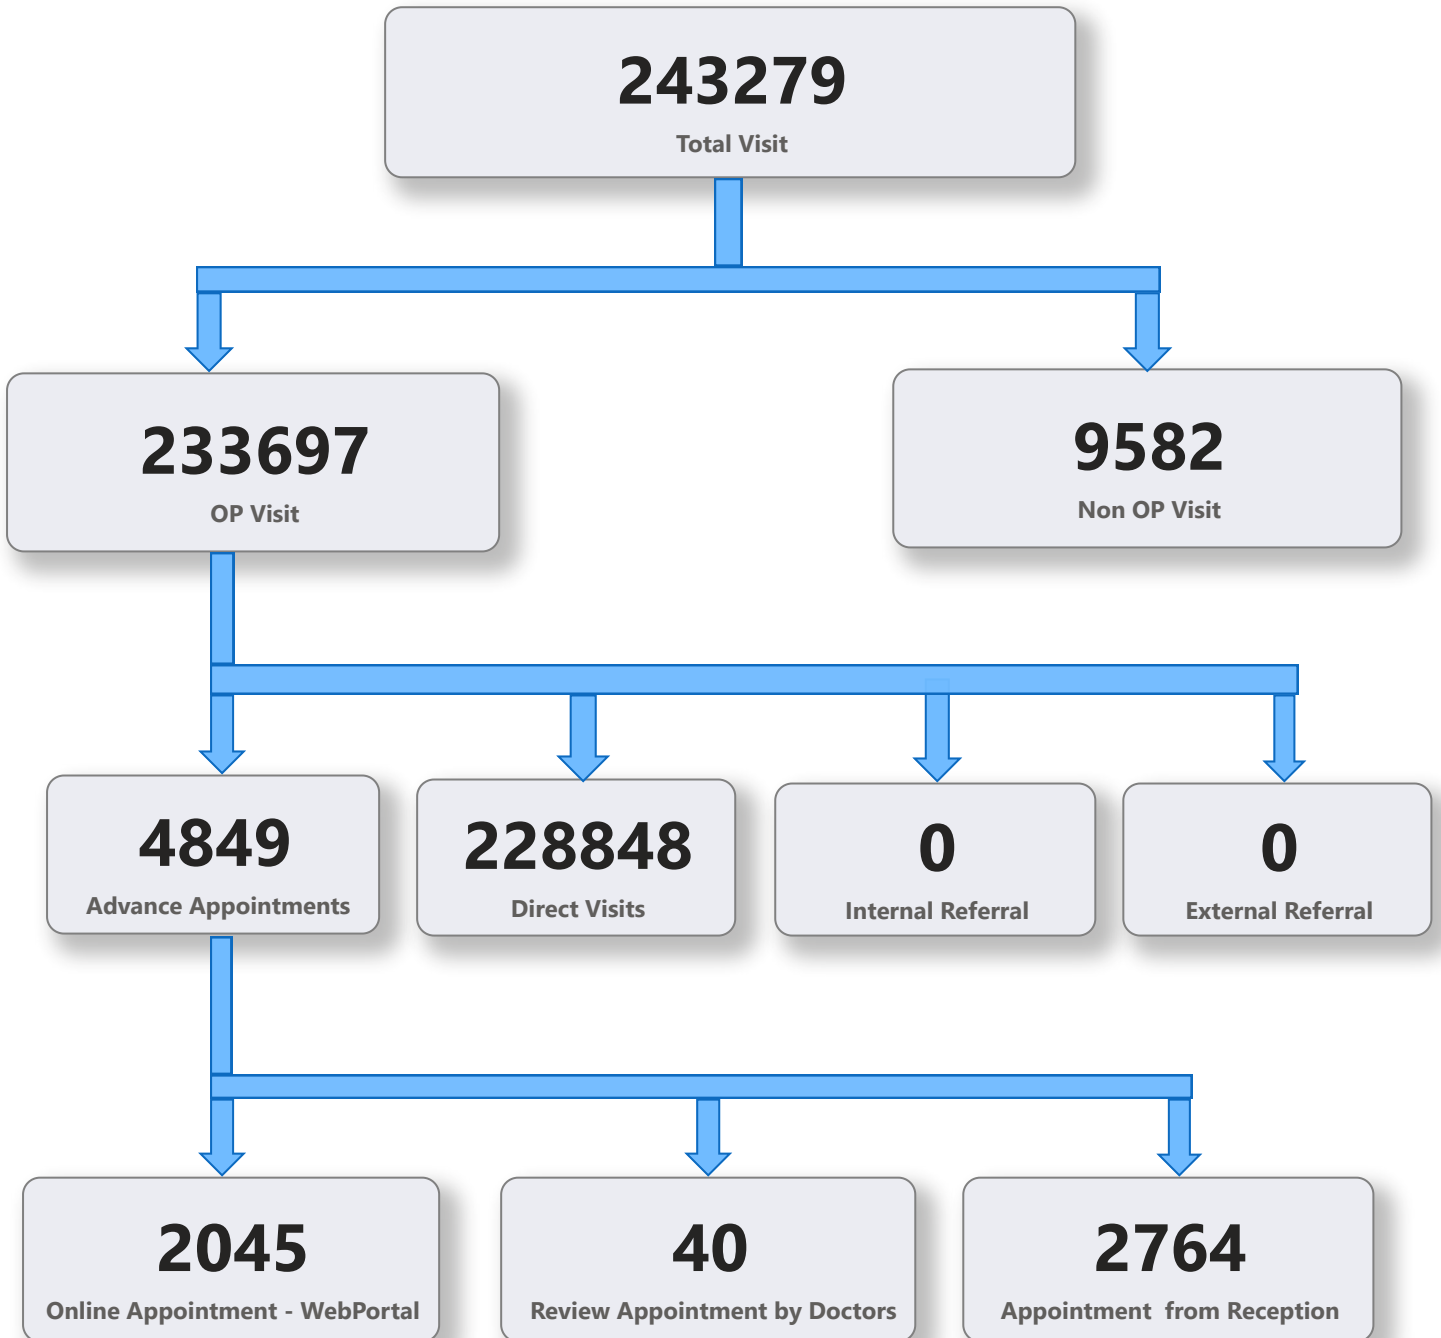 243279
Total Visit
233697
OP Visit
9582
Non OP Visit
4849
Advance Appointments
228848
Direct Visits
0
Internal Referral
0
External Referral
2045
Online Appointment - WebPortal
40
Review Appointment by Doctors
2764
Appointment  from Reception